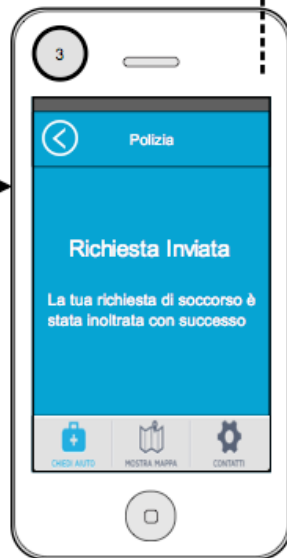 3
Polizia
Richiesta Inviata
La tua richiesta di soccorso è
stata inoltrata con successo
CHIEDI AIUTO MOSTRA MAPPA CONTATTI